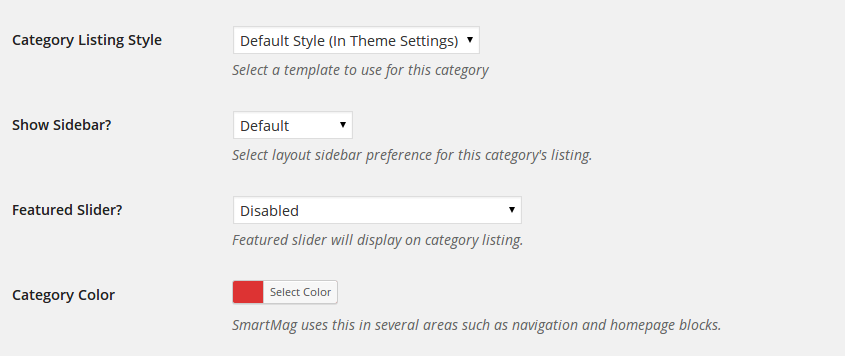 Category Listing Style
Default Style (In Theme Settings)
Select a template to use for this category
Show Sidebar?
Default
Select layout sidebar preference for this category's listing.
Featured Slider?
Disabled
Featured slider will display on category listing.
Category Color
Select Color
SmartMag uses this in several areas such as navigation and homepage blocks.